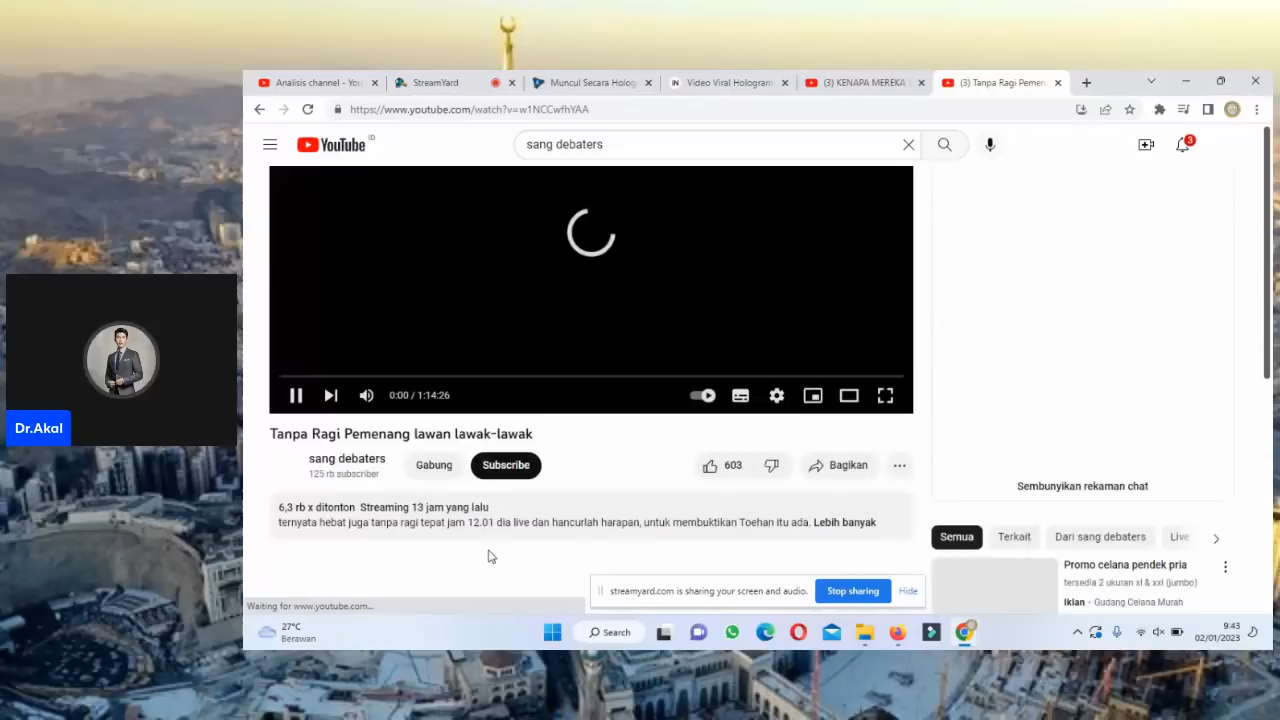 Analisis channel - You
StreamYard
Muncul Secara Holog
Video Viral Hologram
(3) KENAPA MEREKA
(3) Tanpa Ragi Pemen
https://www.youtube.com/watch?v=w1NCCwfhYAA
YouTube ID
sang debaters
3
0:00 / 1:14:26
Tanpa Ragi Pemenang lawan lawak-lawak
sang debaters
125 rb subscriber
Gabung
Subscribe
603
Bagikan
6,3 rb x ditonton Streaming 13 jam yang lalu
ternyata hebat juga tanpa ragi tepat jam 12.01 dia live dan hancurlah harapan, untuk membuktikan Toehan itu ada. Lebih banyak
Sembunyikan rekaman chat
Semua
Terkait
Dari sang debaters
Live
Promo celana pendek pria
tersedia 2 ukuran xl & xxl (jumbo)
Iklan · Gudang Celana Murah
streamyard.com is sharing your screen and audio.
Stop sharing
Hide
Waiting for www.youtube.com...
27°C
Berawan
Search
9:43
02/01/2023
Dr.Akal